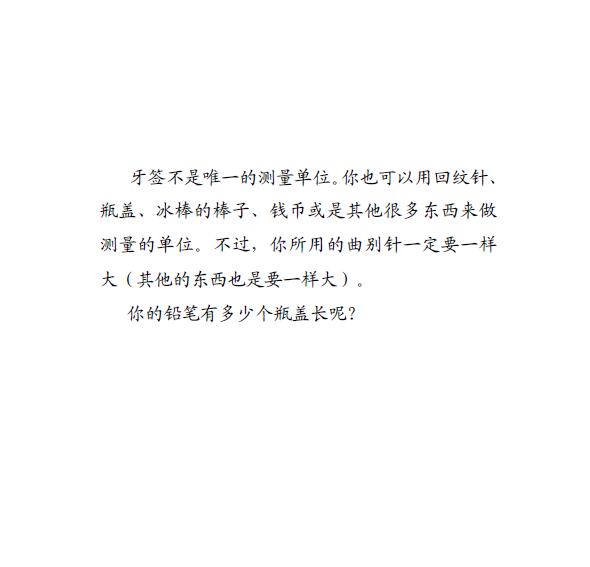 牙签不是唯一的测量单位。你也可以用回纹针、
瓶盖、冰棒的棒子、钱币或是其他很多东西来做
测量的单位。不过，你所用的曲别针一定要一样
大（其他的东西也是要一样大）。
你的铅笔有多少个瓶盖长呢？